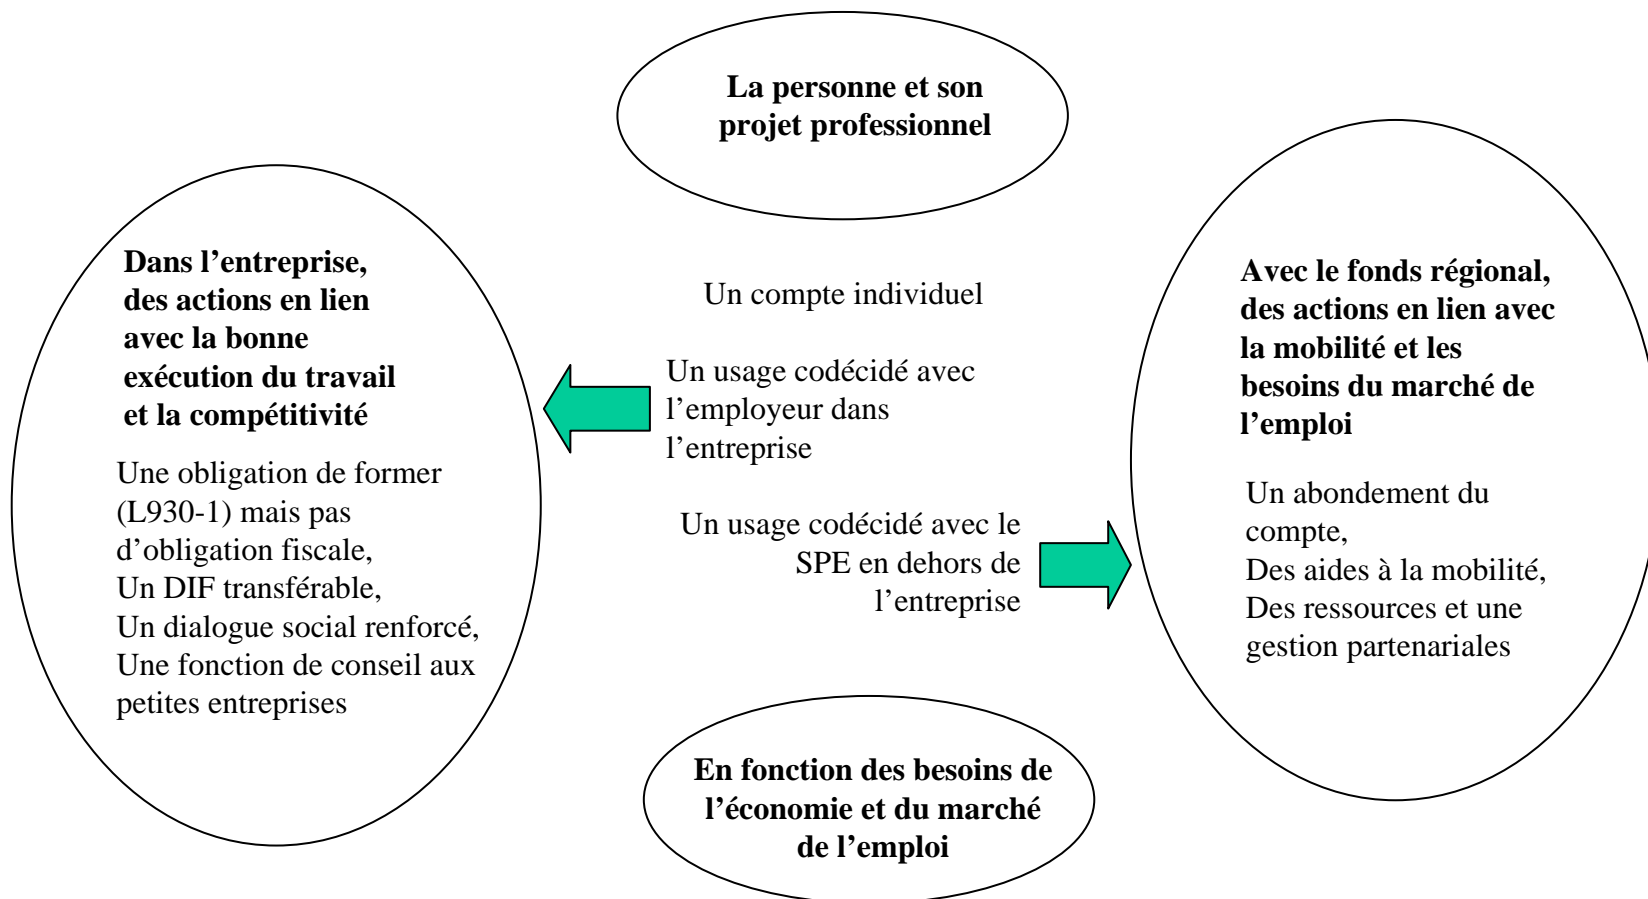 La personne et son
projet professionnel
Dans l’entreprise,
des actions en lien
avec la bonne
exécution du travail
et la compétitivité
Une obligation de former
(L930-1) mais pas
d’obligation fiscale,
Un DIF transférable,
Un dialogue social renforcé,
Une fonction de conseil aux
petites entreprises
Un compte individuel
Un usage codécidé avec
l’employeur dans
l’entreprise
Un usage codécidé avec le
SPE en dehors de
l’entreprise
Avec le fonds régional,
des actions en lien avec
la mobilité et les
besoins du marché de
l’emploi
Un abondement du
compte,
Des aides à la mobilité,
Des ressources et une
gestion partenariales
En fonction des besoins de
l’économie et du marché
de l’emploi